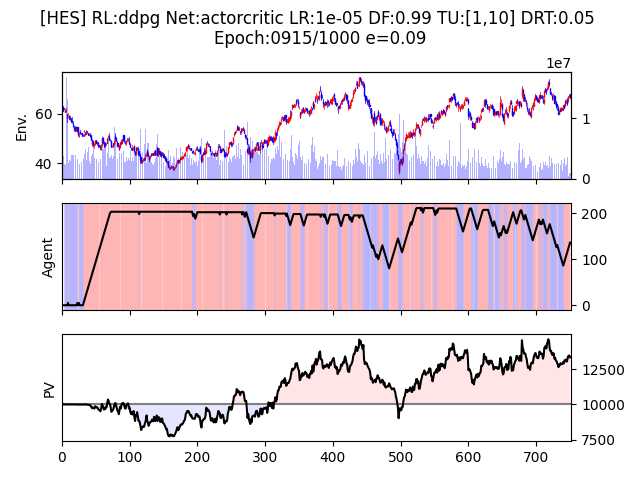 [HES] RL:ddpg Net:actorcritic LR:1e-05 DF:0.99 TU:[1,10] DRT:0.05
Epoch:0915/1000 e=0.09
1e7
Env.
60
40
1
0
Agent
200
100
0
PV
12500
10000
7500
0 100 200 300 400 500 600 700